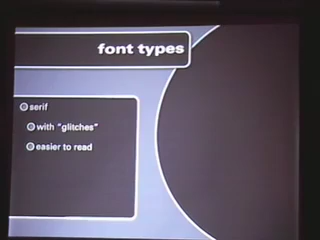 font types
serif
with "glitches"
easier to read